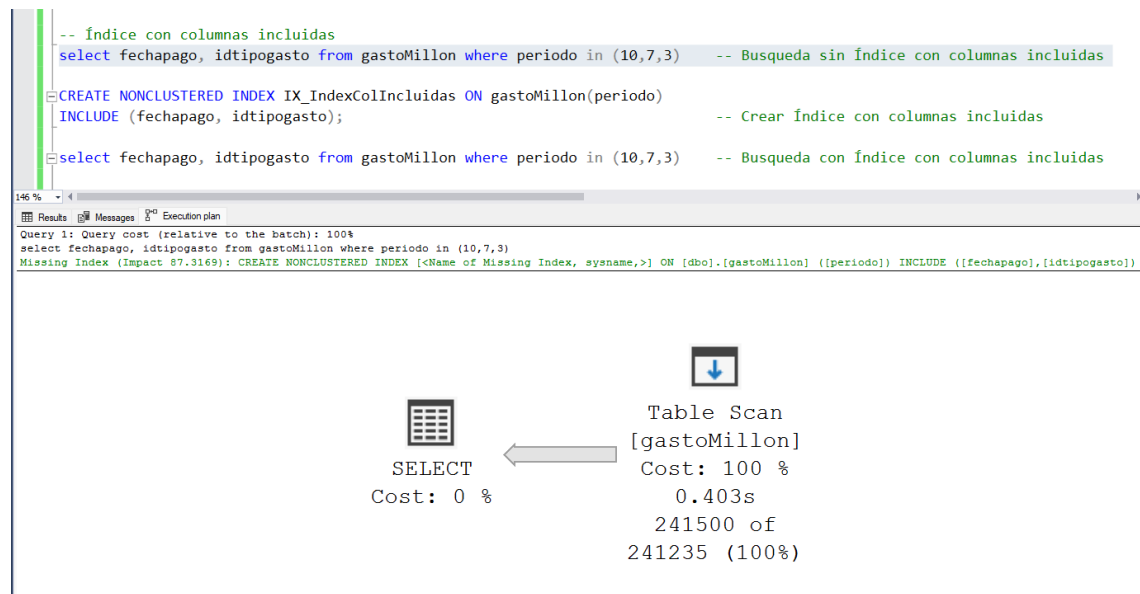 -- Índice con columnas incluidas
select fechapago, idtipogasto from gastoMillon where periodo in (10,7,3) -- Busqueda sin Índice con columnas incluidas
CREATE NONCLUSTERED INDEX IX_IndexColIncluidas ON gastoMillon(periodo)
INCLUDE (fechapago, idtipogasto); -- Crear Índice con columnas incluidas
select fechapago, idtipogasto from gastoMillon where periodo in (10,7,3) -- Busqueda con Índice con columnas incluidas
146 %
Results Messages Execution plan
Query 1: Query cost (relative to the batch): 100%
select fechapago, idtipogasto from gastoMillon where periodo in (10,7,3)
Missing Index (Impact 87.3169): CREATE NONCLUSTERED INDEX [<Name of Missing Index, sysname,>] ON [dbo].[gastoMillon] ([periodo]) INCLUDE ([fechapago],[idtipogasto])
SELECT
Cost: 0 %
Table Scan
[gastoMillon]
Cost: 100 %
0.403s
241500 of
241235 (100%)